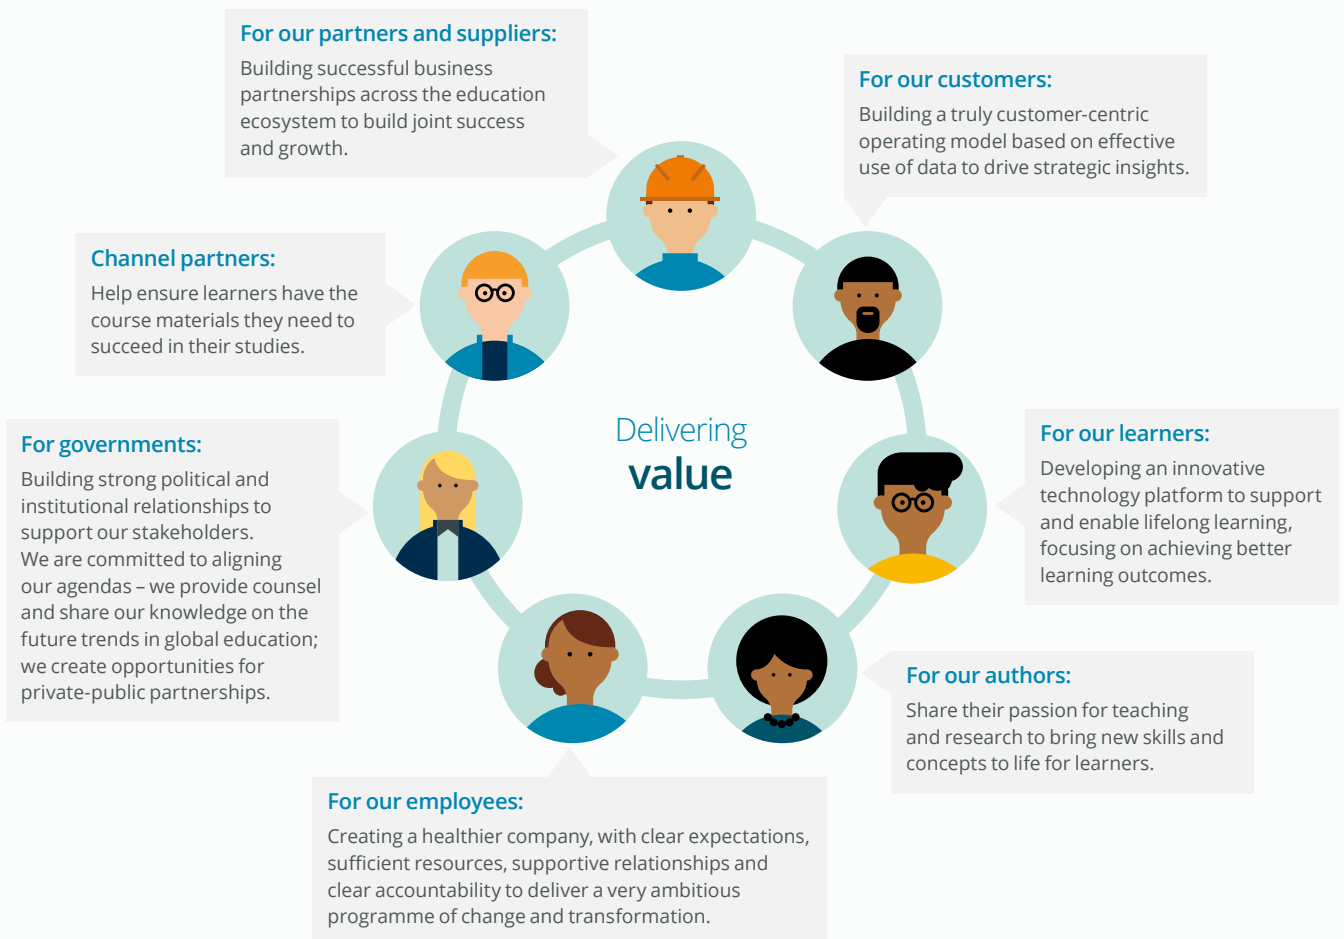 For our partners and suppliers:
Building successful business
partnerships across the education
ecosystem to build joint success
and growth.
For our customers:
Building a truly customer-centric
operating model based on effective
use of data to drive strategic insights.
Channel partners:
Help ensure learners have the
course materials they need to
succeed in their studies.
Delivering
value
For governments:
Building strong political and
institutional relationships to
support our stakeholders.
We are committed to aligning
our agendas – we provide counsel
and share our knowledge on the
future trends in global education;
we create opportunities for
private-public partnerships.
For our learners:
Developing an innovative
technology platform to support
and enable lifelong learning,
focusing on achieving better
learning outcomes.
For our authors:
Share their passion for teaching
and research to bring new skills and
concepts to life for learners.
For our employees:
Creating a healthier company, with clear expectations,
sufficient resources, supportive relationships and
clear accountability to deliver a very ambitious
programme of change and transformation.